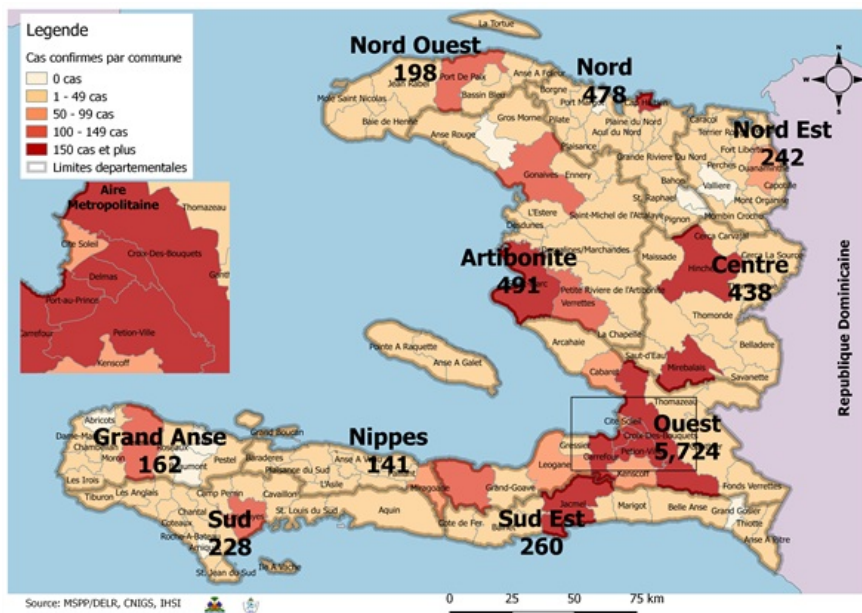 Legende
Cas confirmes par commune
0 cas
1 - 49 cas
50 - 99 cas
100 - 149 cas
150 cas et plus
Limites departementales
Aire
Metropolitaine
Thomazeau
Cite Soleil
Croix-Des-Bouquets
Delmas
Port-au-Prince
Carrefour
Petion-Ville
Kenscoff
La Tortue
Nord Ouest
198
Port De Paix
Jean Rabel
Anse A Foleur
Mole Saint Nicolas
Bassin Bleu
Baie de Henne
Anse Rouge
Gros Morne
Nord
478
Borgne
Port Margot
Pilate
Plaine du Nord
Acul du Nord
Plaisance
Grande Riviere Du Nord
Bahon
St. Raphael
Pignon
Caracol
Nord Est
242
Fort Liberte
Perches
Ouanaminthe
Capotille
Valliere
Mont Organise
Mombin Crochu
Gonaives
Ennery
L'Estere
Saint-Michel de l'Attalaye
Desdunes
Artibonite
491
Petite Riviere de l'Artibonite
Verrettes
La Chapelle
Cerca Carvajal
Maissade
Cerca La Source
Centre
438
Thomonde
Belladere
Saut-d'Eau
Mirebalais
Savanette
Republique Dominicaine
Pointe A Raquette
Anse A Galet
Arcahaie
Cabaret
Thomazeau
Cite Soleil
Ouest
5,724
Croix-Des-Bouquets
Gressier
Carrefour
Petion-Ville
Kenscoff
Leogane
Fonds Verrettes
Abricots
Grand Anse
162
Chambellan
Moron
Roseaux
Les Irois
Pestel
Grand Boucan
Baraderes
Nippes
141
Plaisance du Sud
L'Asile
Miragoane
Grand-Goave
Tiburon
Les Anglais
Camp Perrin
Cavaillon
Chantal
Coteaux
Roche-A-Bateau
Sud
228
St. Louis du Sud
Aquin
St. Jean du Sud
Ile A Vache
Cote de Fer
Jacmel
Sud Est
260
Marigot
Belle Anse
Grand Gosier
Thiotte
Anse A Pitre
Source: MSPP/DELR, CNIGS, IHSI
0 25 50 75 km
N
W
E
S